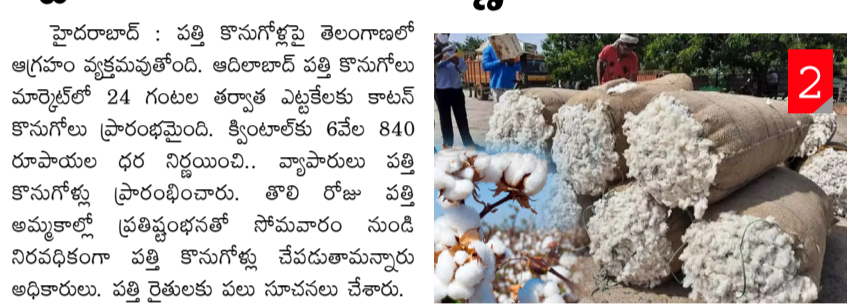 హైదరాబాద్ : పత్తి కొనుగోళ్లపై తెలంగాణలో
ఆగ్రహం వ్యక్తమవుతోంది. ఆదిలాబాద్ పత్తి కొనుగోలు
మార్కెట్‌లో 24 గంటల తర్వాత ఎట్టకేలకు కాటన్
కొనుగోలు ప్రారంభమైంది. క్వింటాల్‌కు 6వేల 840
రూపాయల ధర నిర్ణయించి.. వ్యాపారులు పత్తి
కొనుగోళ్లు ప్రారంభించారు. తొలి రోజు పత్తి
అమ్మకాల్లో ప్రతిష్టంభనతో సోమవారం నుండి
నిరవధికంగా పత్తి కొనుగోళ్లు చేపడుతామన్నారు
అధికారులు. పత్తి రైతులకు పలు సూచనలు చేశారు.
2